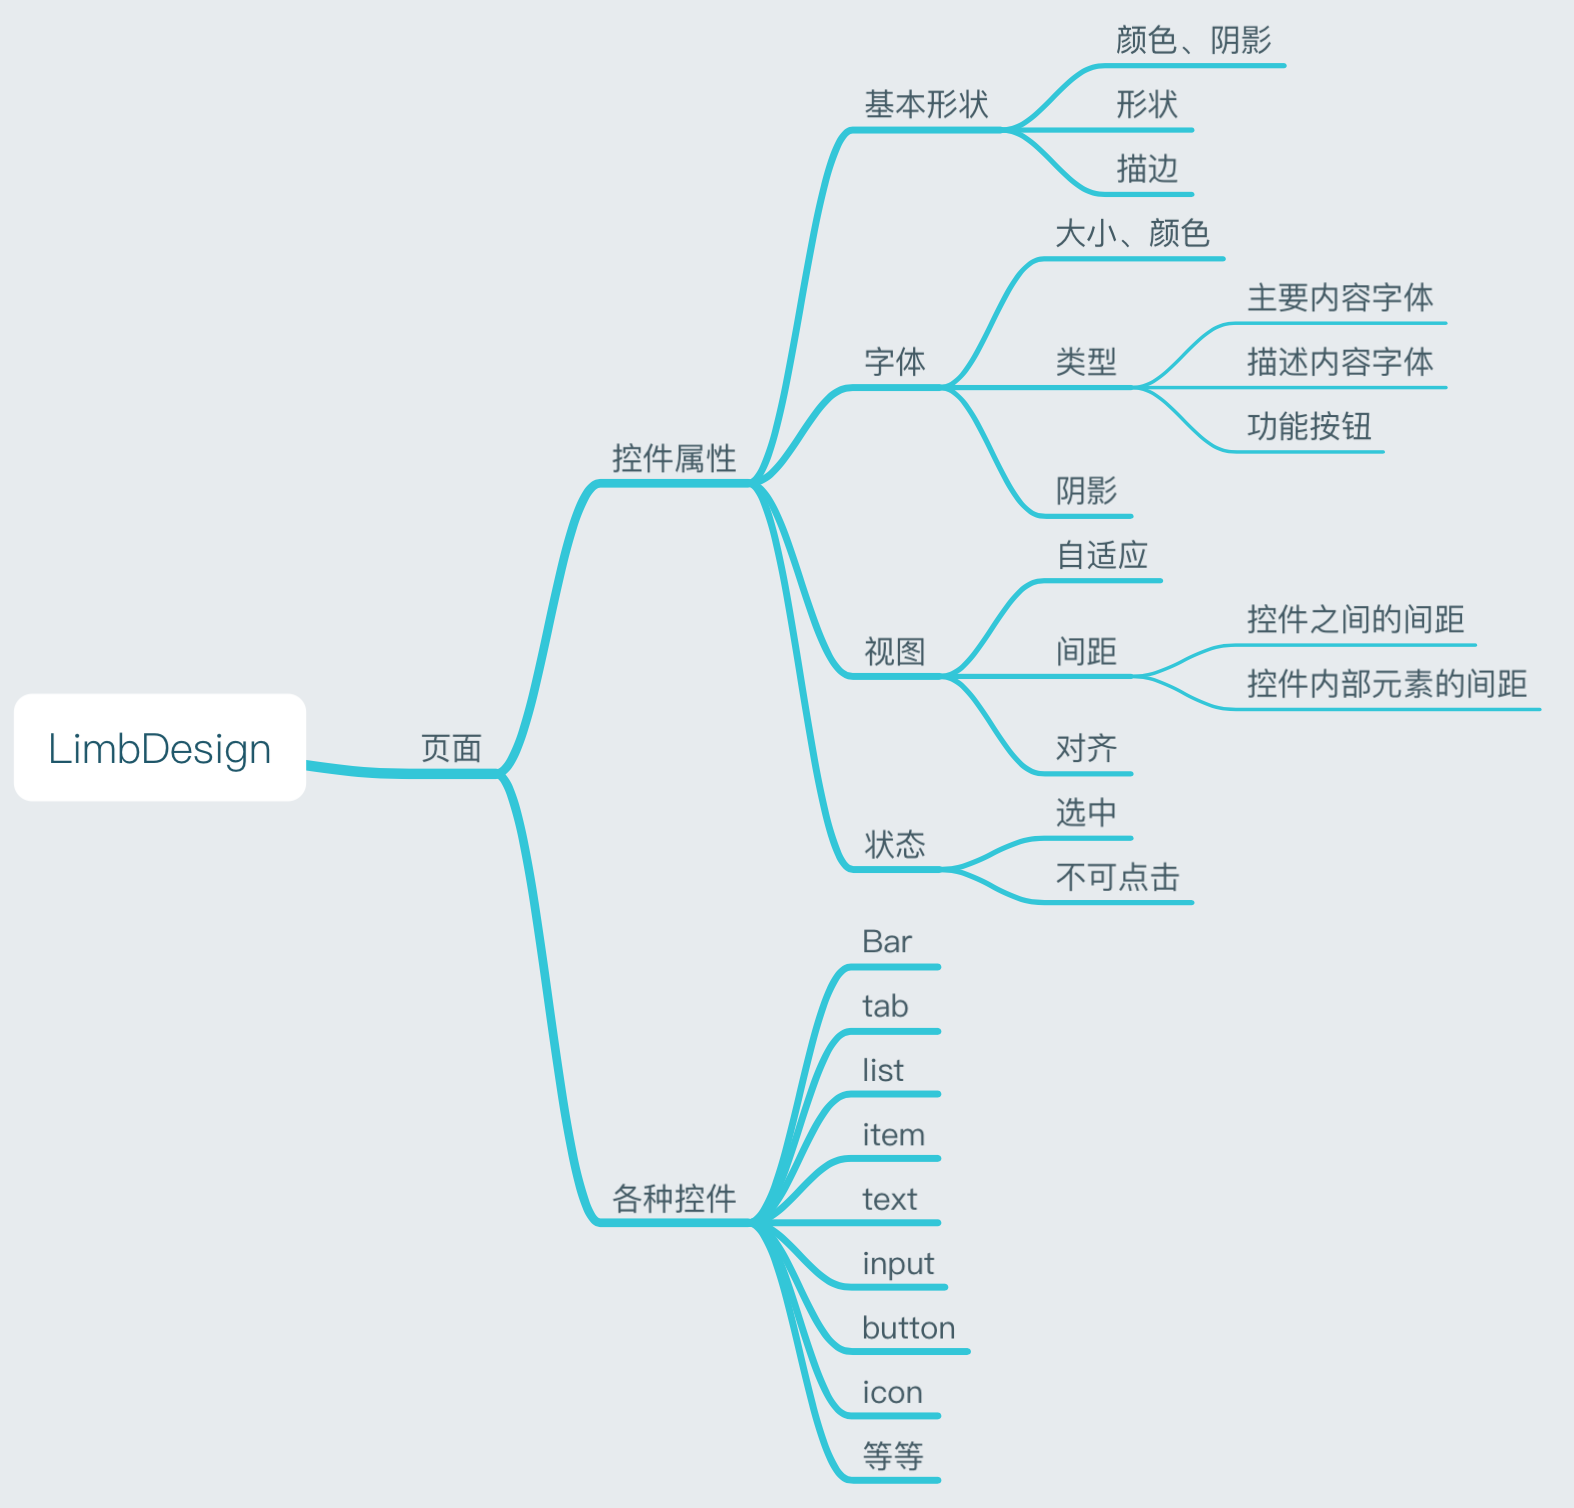 LimbDesign
页面
控件属性
基本形状
颜色、阴影
形状
描边
字体
大小、颜色
类型
主要内容字体
描述内容字体
功能按钮
阴影
视图
自适应
间距
控件之间的间距
控件内部元素的间距
对齐
状态
选中
不可点击
各种控件
Bar
tab
list
item
text
input
button
icon
等等